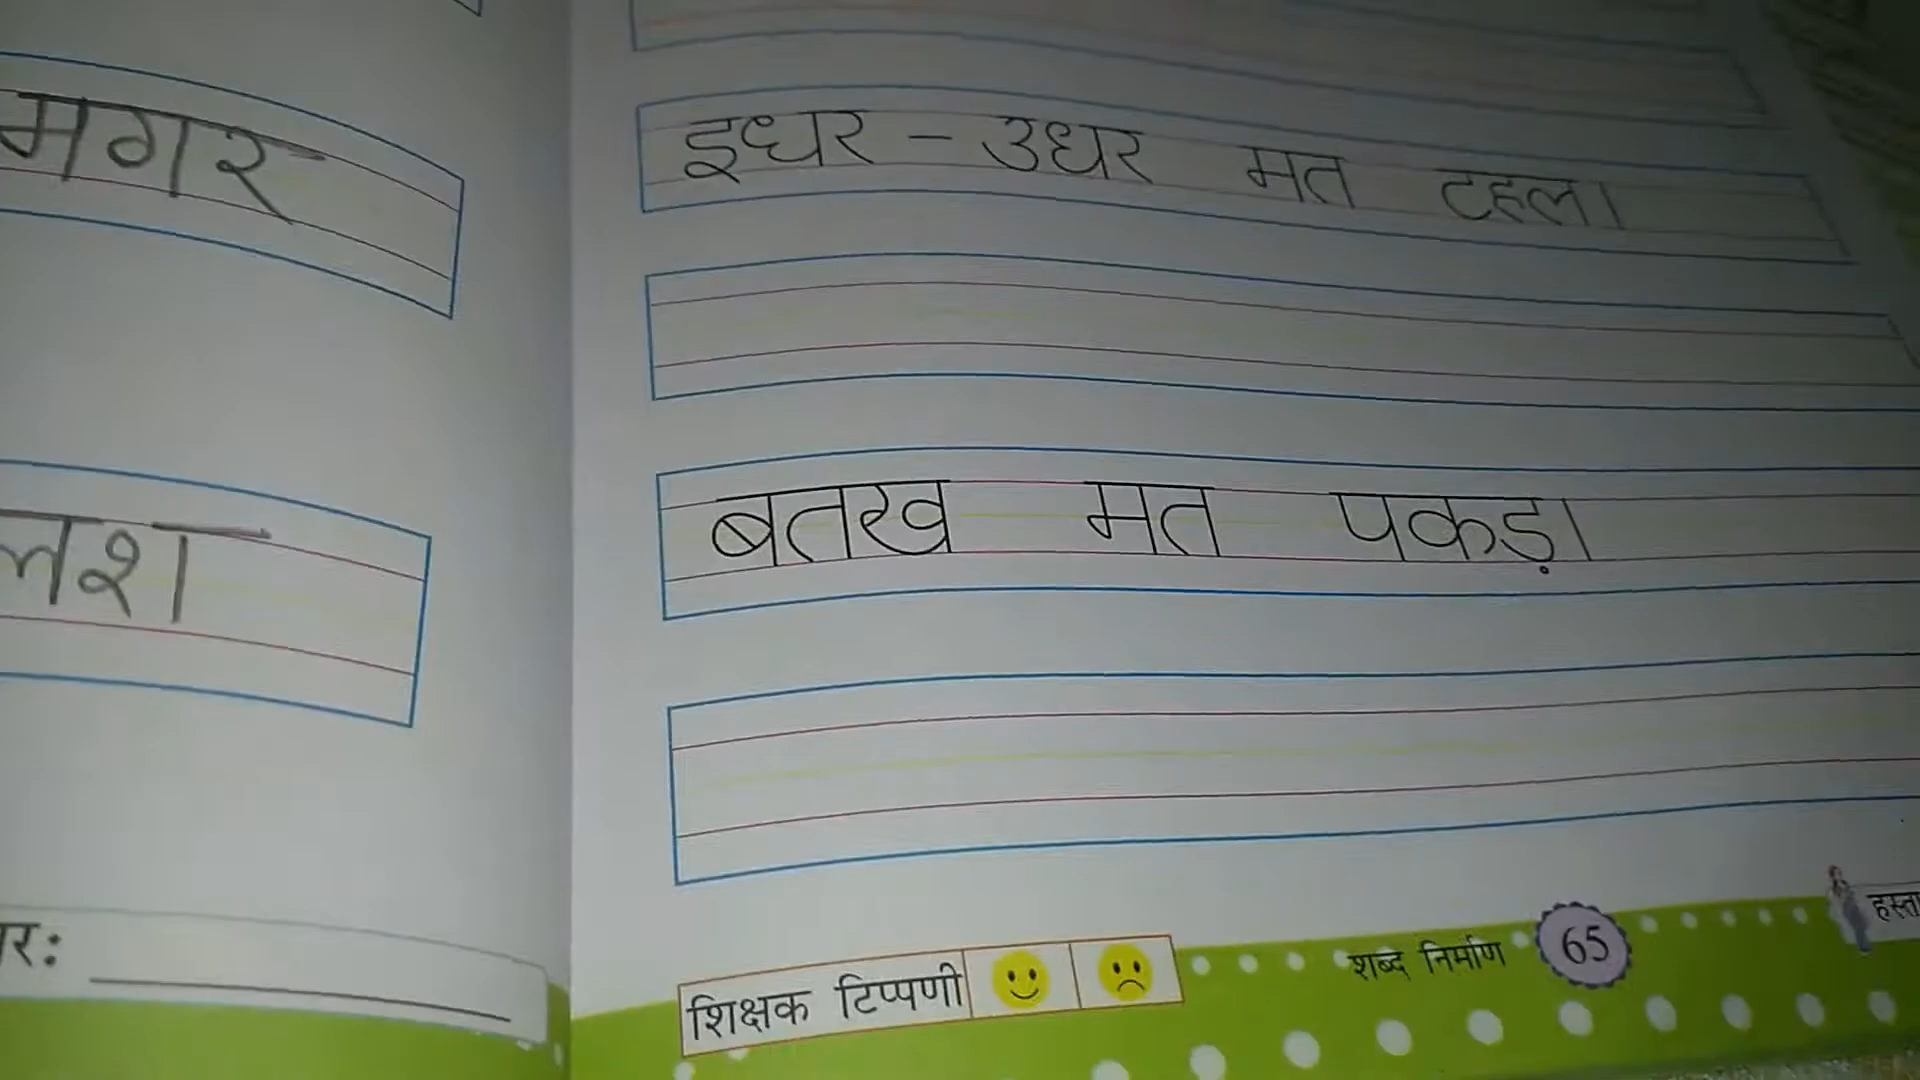 मगर
लश
रः
इधर - उधर मत टहल।
बतख मत पकड़।
शिक्षक टिप्पणी
शब्द निर्माण
65